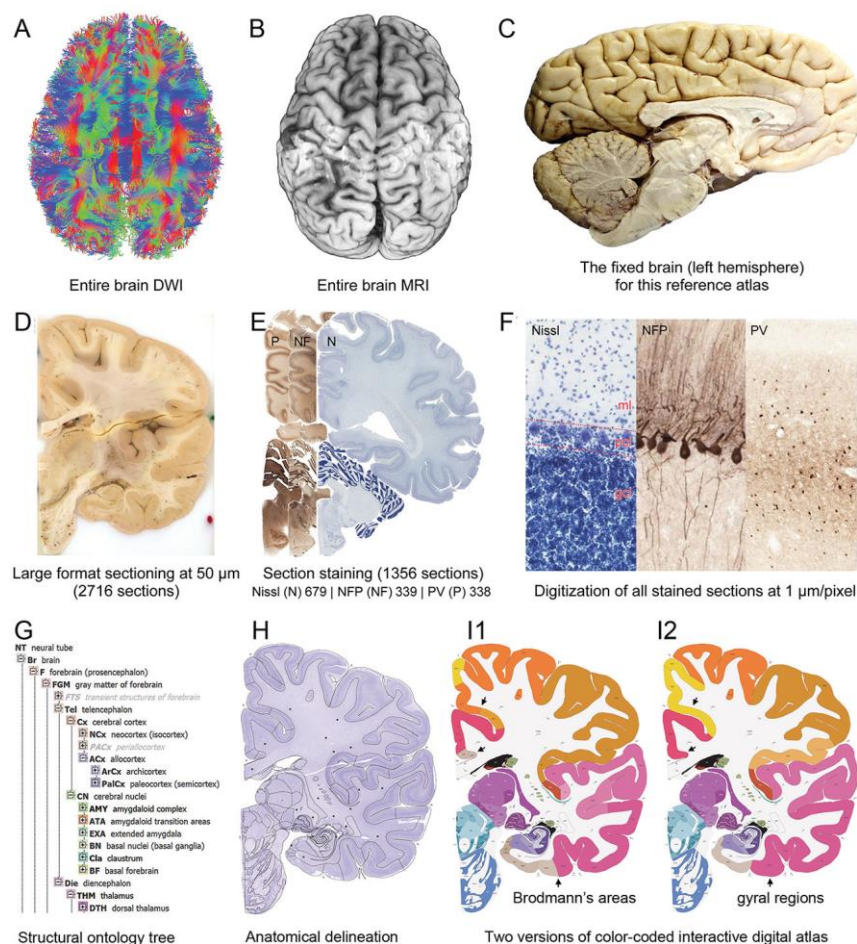 A
B
C
Entire brain DWI
Entire brain MRI
The fixed brain (left hemisphere)
for this reference atlas
D
E
P
NF
N
F
Nissl
NFP
PV
ml
pcl
gcl
Large format sectioning at 50 µm
(2716 sections)
Section staining (1356 sections)
Nissl (N) 679 | NFP (NF) 339 | PV (P) 338
Digitization of all stained sections at 1 µm/pixel
G
NT neural tube
Br brain
F forebrain (prosencephalon)
FGM gray matter of forebrain
FTS transient structures of forebrain
Tel telencephalon
Cx cerebral cortex
NCx neocortex (isocortex)
PACx periallocortex
ACx allocortex
ArCx archicortex
PalCx paleocortex (semicortex)
CN cerebral nuclei
AMY amygdaloid complex
ATA amygdaloid transition areas
EXA extended amygdala
BN basal nuclei (basal ganglia)
Cla claustrum
BF basal forebrain
Die diencephalon
THM thalamus
DTH dorsal thalamus
Structural ontology tree
H
Anatomical delineation
I1
I2
Brodmann's areas
gyral regions
Two versions of color-coded interactive digital atlas